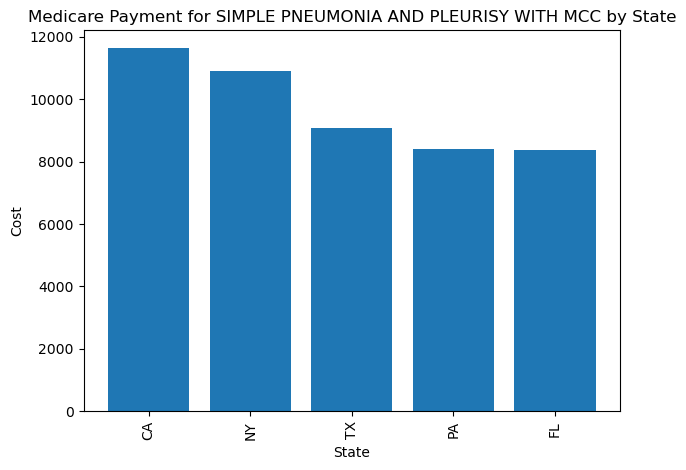 Medicare Payment for SIMPLE PNEUMONIA AND PLEURISY WITH MCC by State
12000
10000
8000
6000
4000
2000
0
Cost
CA
NY
TX
PA
FL
State